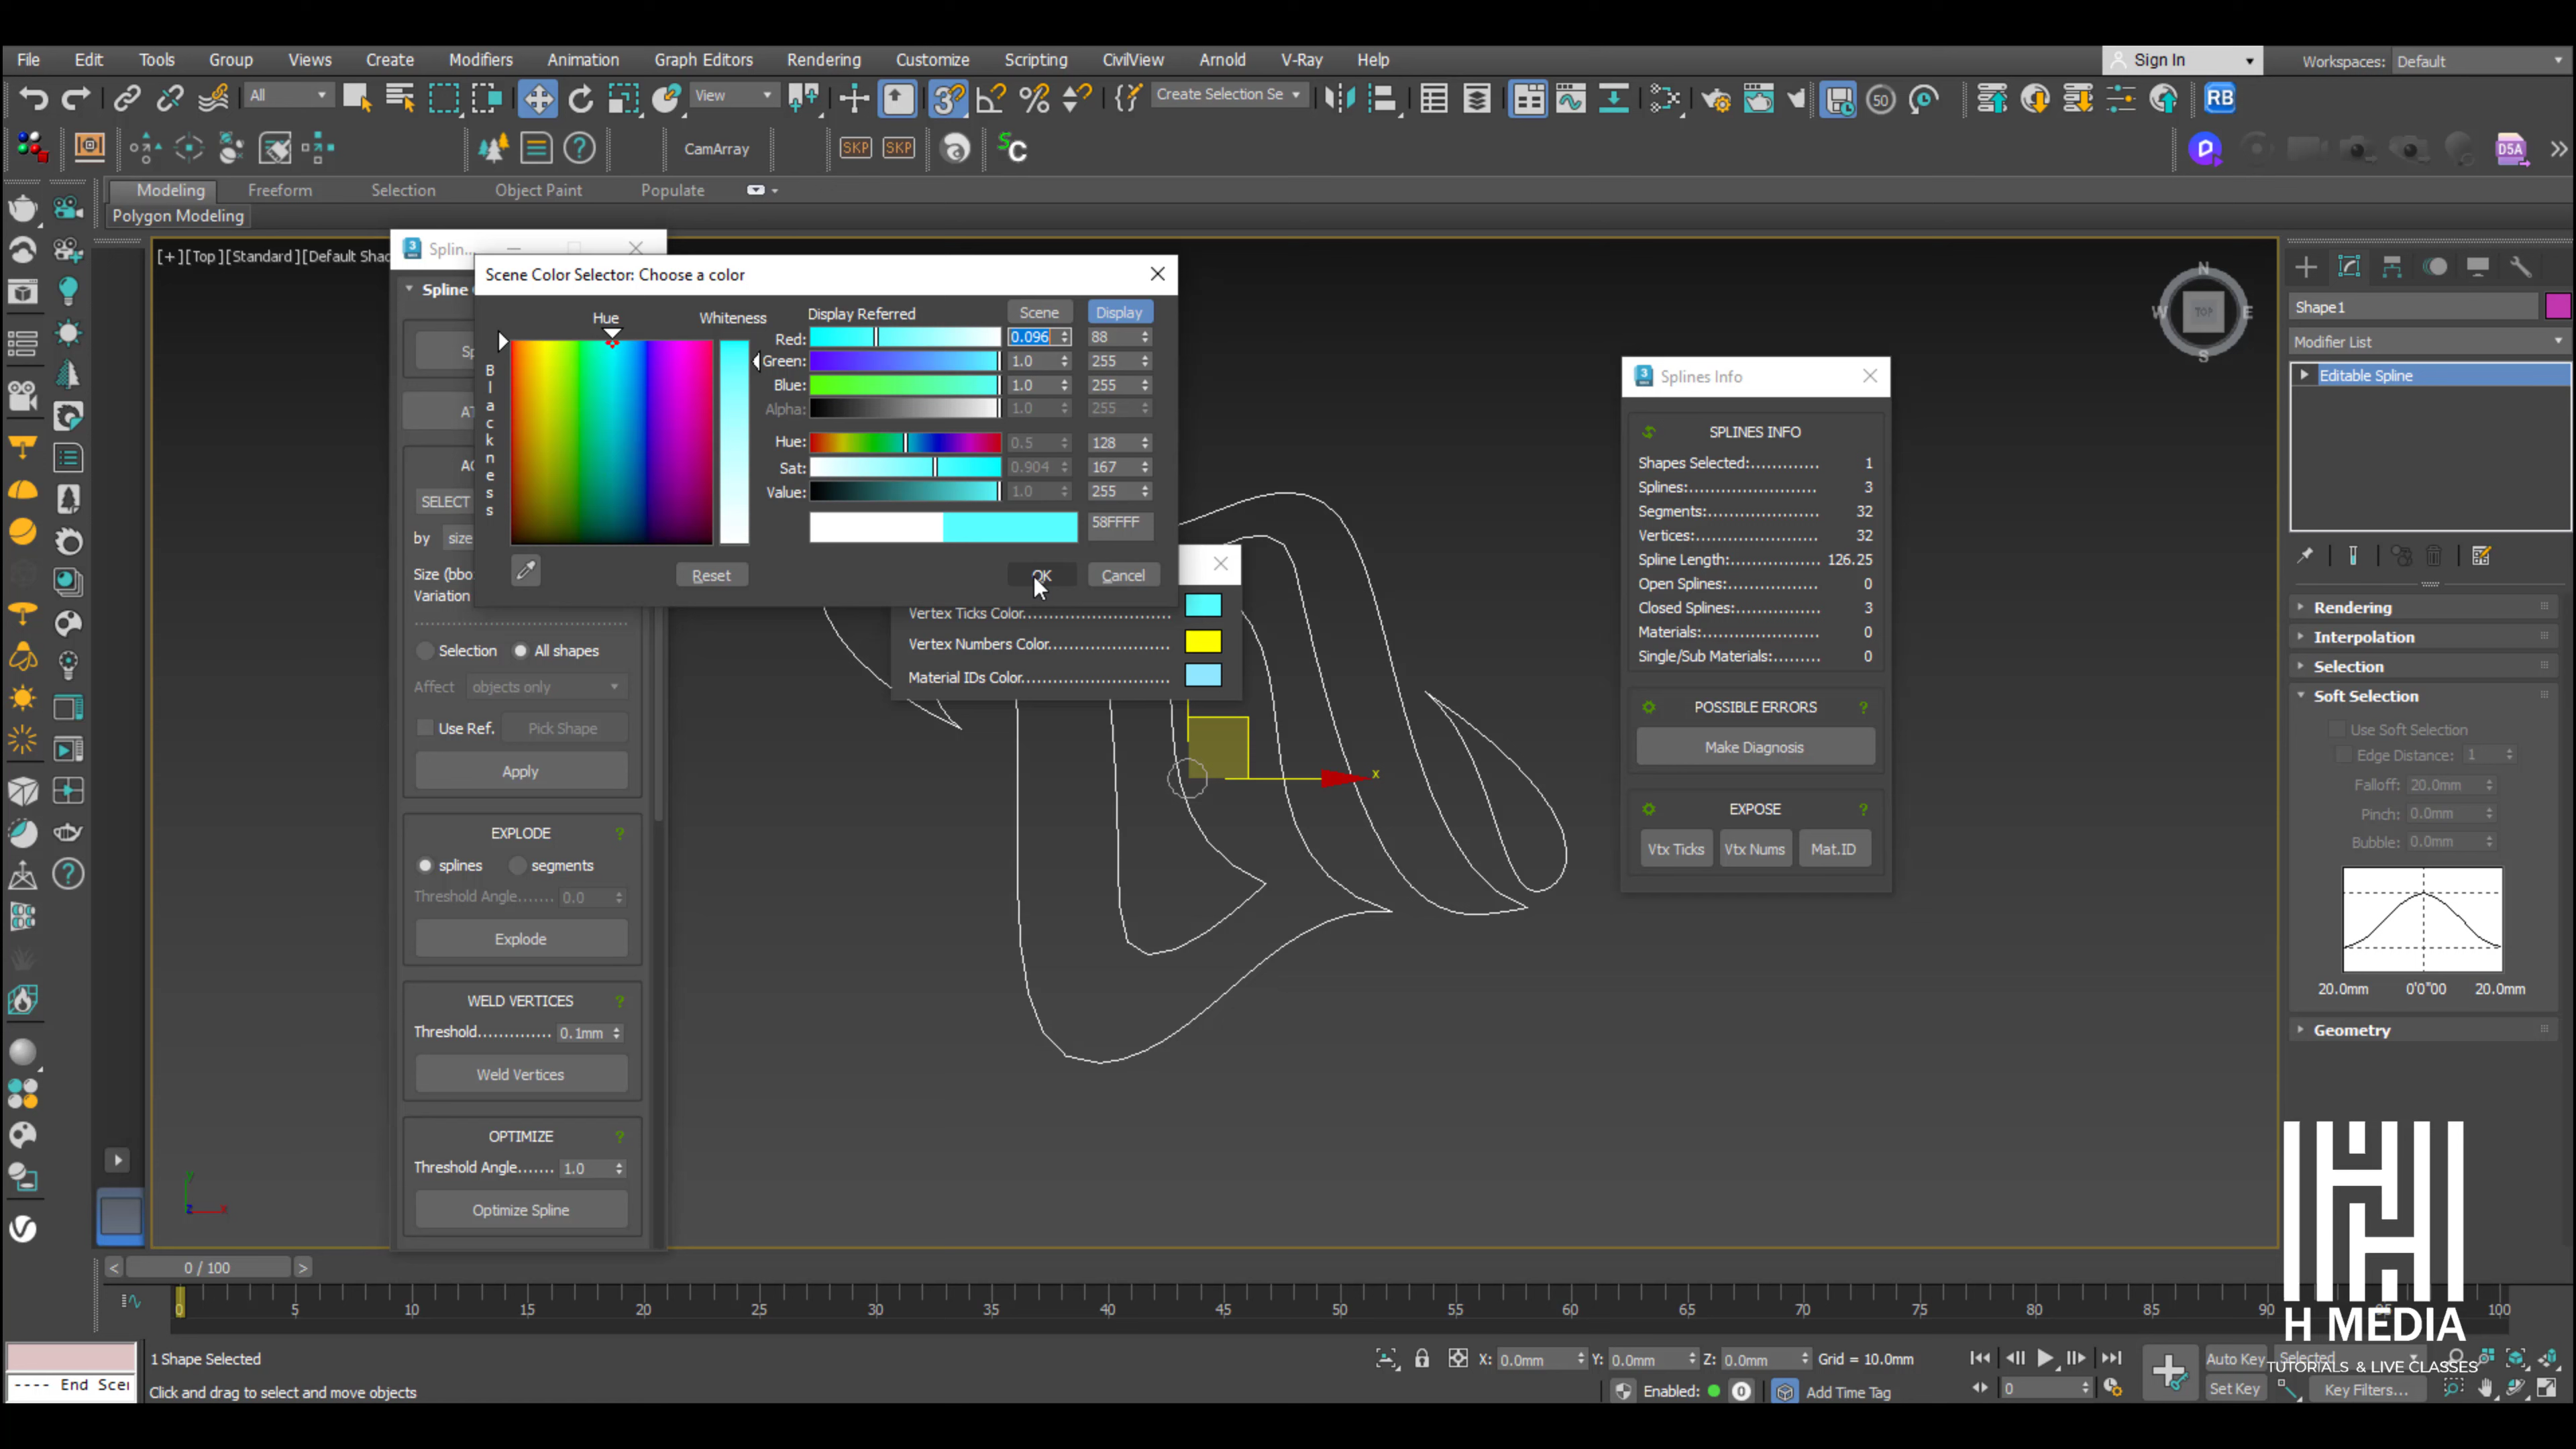 File Edit Tools Group Views Create Modifiers Animation Graph Editors Rendering Customize Scripting CivilView Arnold V-Ray Help Sign In Workspaces: Default
All View Create Selection Se 50 RB
CamArray SKP SKP C D5A
Modeling Freeform Selection Object Paint Populate
Polygon Modeling
[+][Top][Standard][Default Shad
Splin...
Spline
SELECT
by size
Size (bbo
Variation
Selection All shapes
Affect objects only
Use Ref. Pick Shape
Apply
EXPLODE ?
splines segments
Threshold Angle....... 0.0
Explode
WELD VERTICES ?
Threshold............. 0.1mm
Weld Vertices
OPTIMIZE ?
Threshold Angle....... 1.0
Optimize Spline
Scene Color Selector: Choose a color
Hue Whiteness Display Referred Scene Display
Blackness
Red: 0.096 88
Green: 1.0 255
Blue: 1.0 255
Alpha: 1.0 255
Hue: 0.5 128
Sat: 0.904 167
Value: 1.0 255
58FFFF
Reset OK Cancel
Vertex Ticks Color
Vertex Numbers Color
Material IDs Color
x
Splines Info
SPLINES INFO
Shapes Selected: 1
Splines: 3
Segments: 32
Vertices: 32
Spline Length: 126.25
Open Splines: 0
Closed Splines: 3
Materials: 0
Single/Sub Materials: 0
POSSIBLE ERRORS ?
Make Diagnosis
EXPOSE ?
Vtx Ticks Vtx Nums Mat.ID
N
W TOP E
S
Shape1
Modifier List
Editable Spline
Rendering
Interpolation
Selection
Soft Selection
Use Soft Selection
Edge Distance: 1
Falloff: 20.0mm
Pinch: 0.0mm
Bubble: 0.0mm
20.0mm 0'0"00 20.0mm
Geometry
y
z x
< 0 / 100 >
0 5 10 15 20 25 30 35 40 45 50 55 60 65 70 75 80 85 90 95 100
H MEDIA
TUTORIALS & LIVE CLASSES
1 Shape Selected
X: 0.0mm Y: 0.0mm Z: 0.0mm Grid = 10.0mm
Auto Key Selected
---- End Scer
Click and drag to select and move objects
Enabled: 0 Add Time Tag
0
Set Key Key Filters...